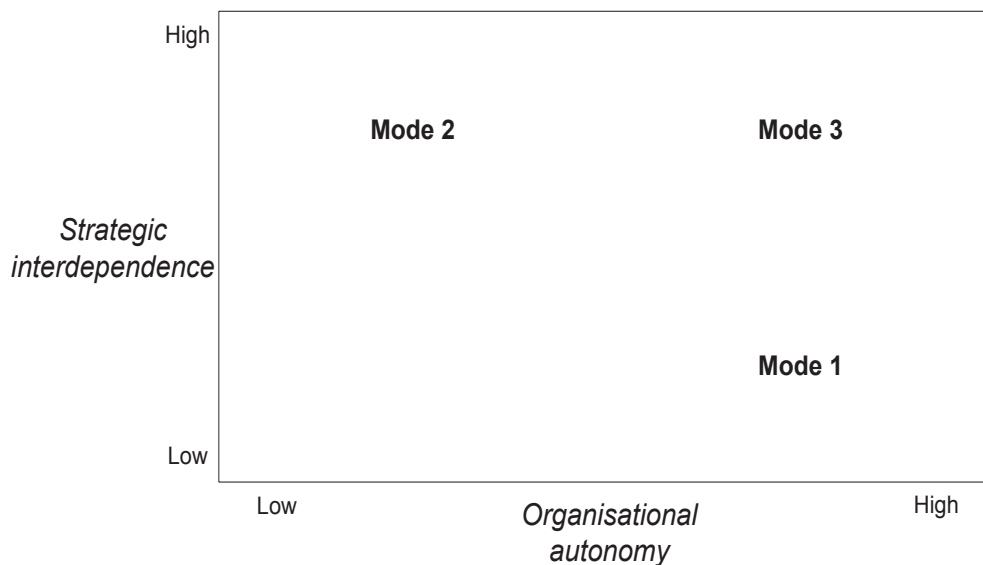 High
Mode 2
Mode 3
Strategic
interdependence
Mode 1
Low
Low
High
Organisational
autonomy